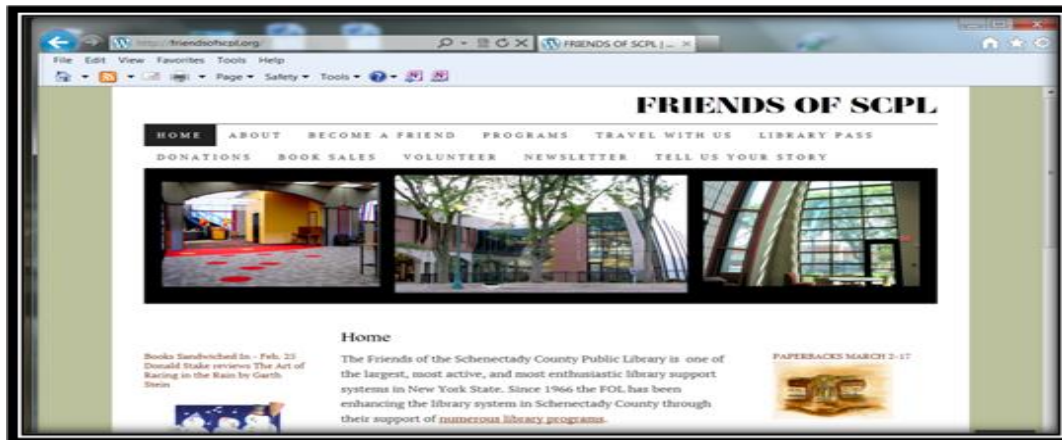 http://friendsofscpl.org
FRIENDS OF SCPL | ...
File Edit View Favorites Tools Help
Page Safety Tools
FRIENDS OF SCPL
HOME ABOUT BECOME A FRIEND PROGRAMS TRAVEL WITH US LIBRARY PASS
DONATIONS BOOK SALES VOLUNTEER NEWSLETTER TELL US YOUR STORY
Books Sandwiched In - Feb. 25
Donald Stake reviews The Art of
Racing in the Rain by Garth
Stein
Home
The Friends of the Schenectady County Public Library is one of
the largest, most active, and most enthusiastic library support
systems in New York State. Since 1966 the FOL has been
enhancing the library system in Schenectady County through
their support of numerous library programs.
PAPERBACKS MARCH 2-17